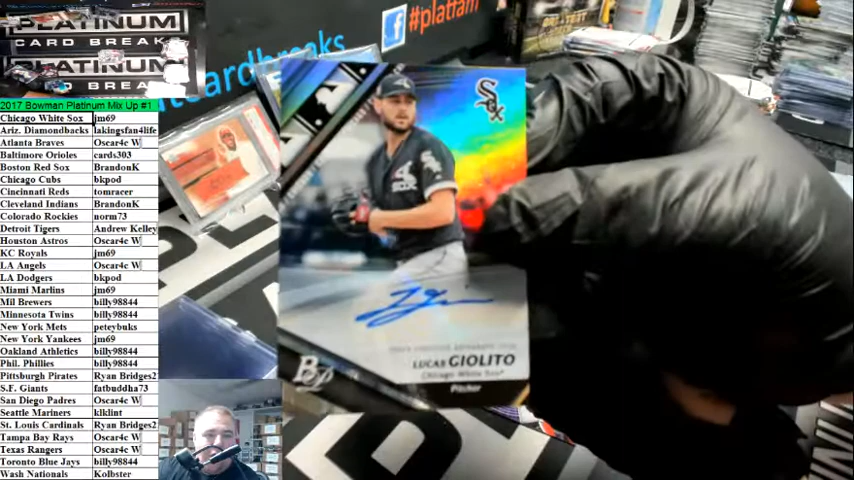 PLATINUM
CARD BREAKS
PLATINUM
D BREA
tcardbreaks
f #platfam
2017 Bowman Platinum Mix Up #1
Chicago White Sox jm69
Ariz. Diamondbacks lakingsfan4life
Atlanta Braves Oscar4c W
Baltimore Orioles cards303
Boston Red Sox BrandonK
Chicago Cubs bkpod
Cincinnati Reds tomracer
Cleveland Indians BrandonK
Colorado Rockies norm73
Detroit Tigers Andrew Kelley
Houston Astros Oscar4c W
KC Royals jm69
LA Angels Oscar4c W
LA Dodgers bkpod
Miami Marlins jm69
Mil Brewers billy98844
Minnesota Twins billy98844
New York Mets peteybuks
New York Yankees jm69
Oakland Athletics billy98844
Phil. Phillies billy98844
Pittsburgh Pirates Ryan Bridges2
S.F. Giants fatbuddha73
San Diego Padres Oscar4c W
Seattle Mariners klklint
St. Louis Cardinals Ryan Bridges2
Tampa Bay Rays Oscar4c W
Texas Rangers Oscar4c W
Toronto Blue Jays billy98844
Wash Nationals Kolbster
Sox
LUCAS GIOLITO
Chicago White Sox
Pitcher